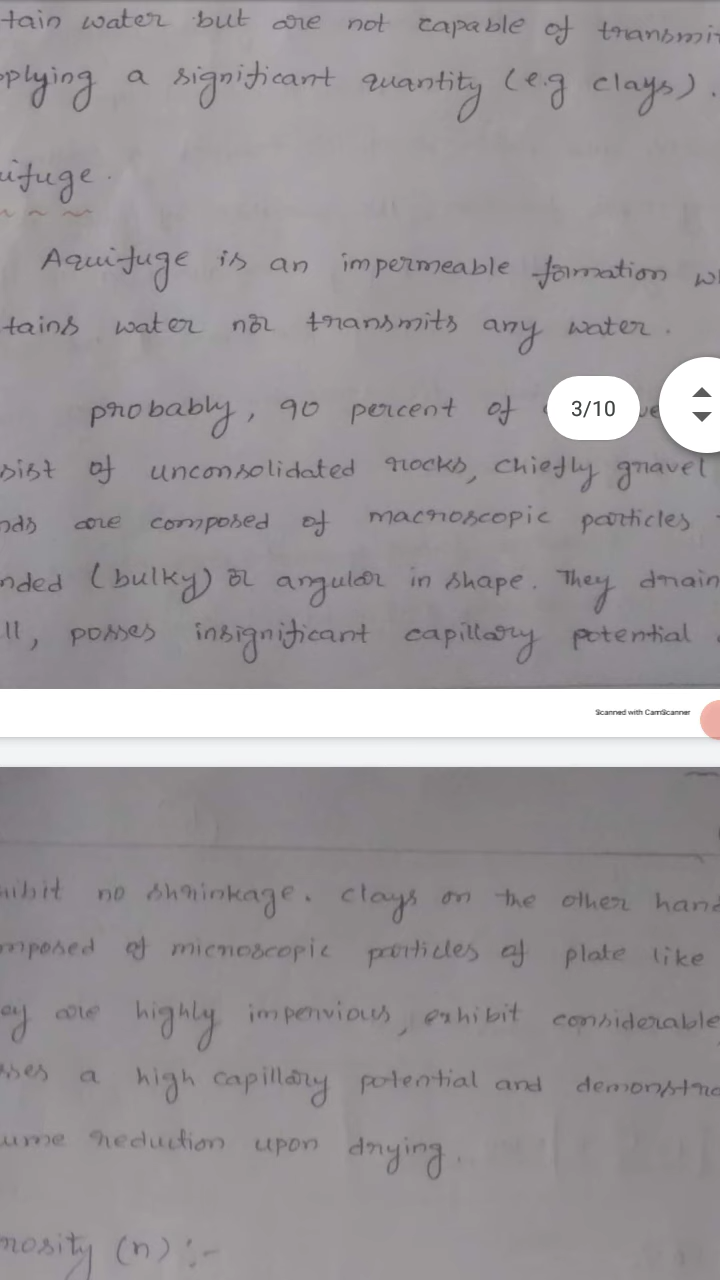 tain water but are not capable of transmit
plying a significant quantity (e.g clays).
uifuge.
Aquifuge is an impermeable formation wh
tains water nor transmits any water.
probably, 90 percent of
3/10
sist of unconsolidated rocks, chiefly gravel
nds are composed of macroscopic particles
nded (bulky) or angular in shape. They drain
ll, posses insignificant capillary potential
Scanned with CamScanner
hibit no shrinkage. Clays on the other hand
mposed of microscopic particles of plate like
ey are highly impervious, exhibit considerable
sses a high capillary potential and demonstra
ume reduction upon drying.
rosity (n):-